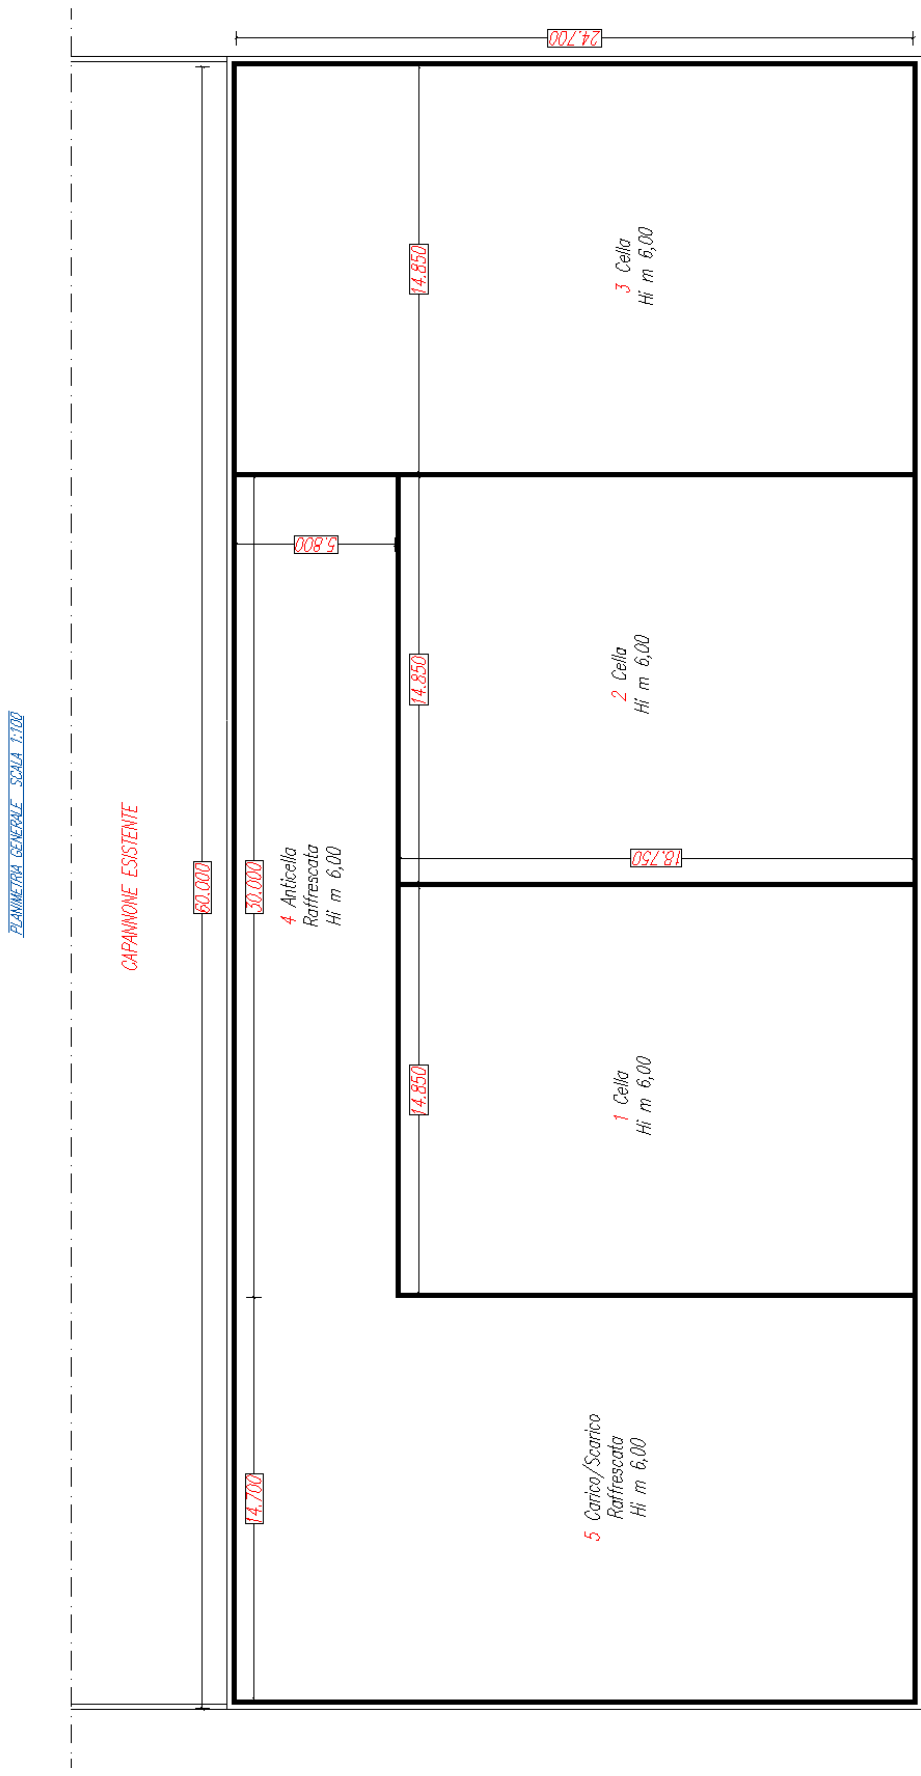 PLANIMETRIA GENERALE SCALA 1:100
CAPANNONE ESISTENTE
60.000
24.700
14.850
3 Cella
Hi m 6,00
5.800
14.850
2 Cella
Hi m 6,00
18.750
30.000
4 Anticella
Raffrescata
Hi m 6,00
14.850
1 Cella
Hi m 6,00
14.700
5 Carico/Scarico
Raffrescata
Hi m 6,00